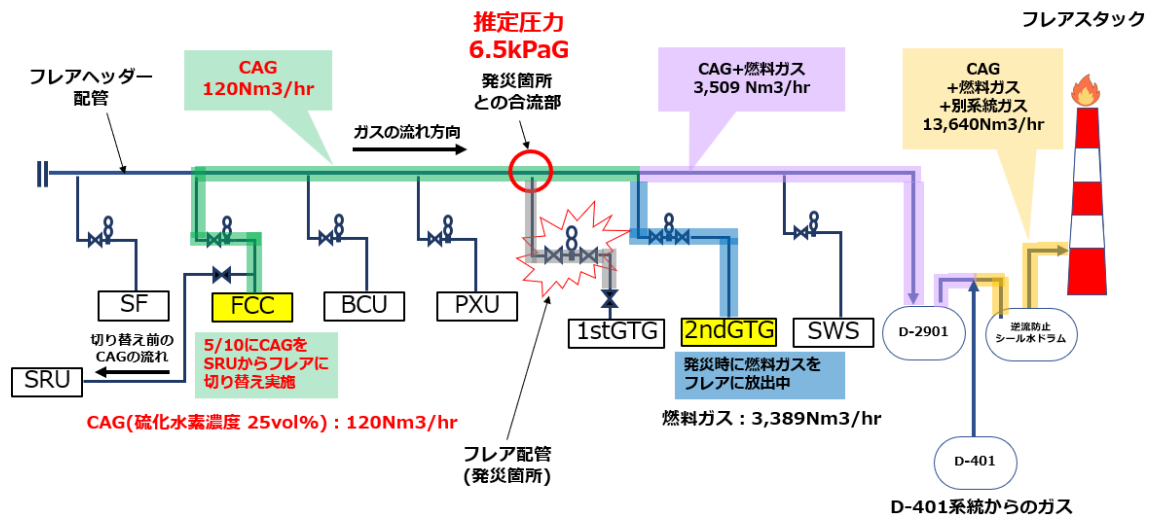 フレアスタック
推定圧力
6.5kPaG
発災箇所
との合流部
フレアヘッダー
配管
CAG
120Nm3/hr
ガスの流れ方向
CAG+燃料ガス
3,509 Nm3/hr
CAG
+燃料ガス
+別系統ガス
13,640Nm3/hr
SF
FCC
BCU
PXU
1stGTG
2ndGTG
SWS
D-2901
逆流防止
シール水ドラム
切り替え前の
CAGの流れ
SRU
5/10にCAGを
SRUからフレアに
切り替え実施
発災時に燃料ガスを
フレアに放出中
CAG(硫化水素濃度 25vol%)：120Nm3/hr
燃料ガス：3,389Nm3/hr
フレア配管
(発災箇所)
D-401
D-401系統からのガス